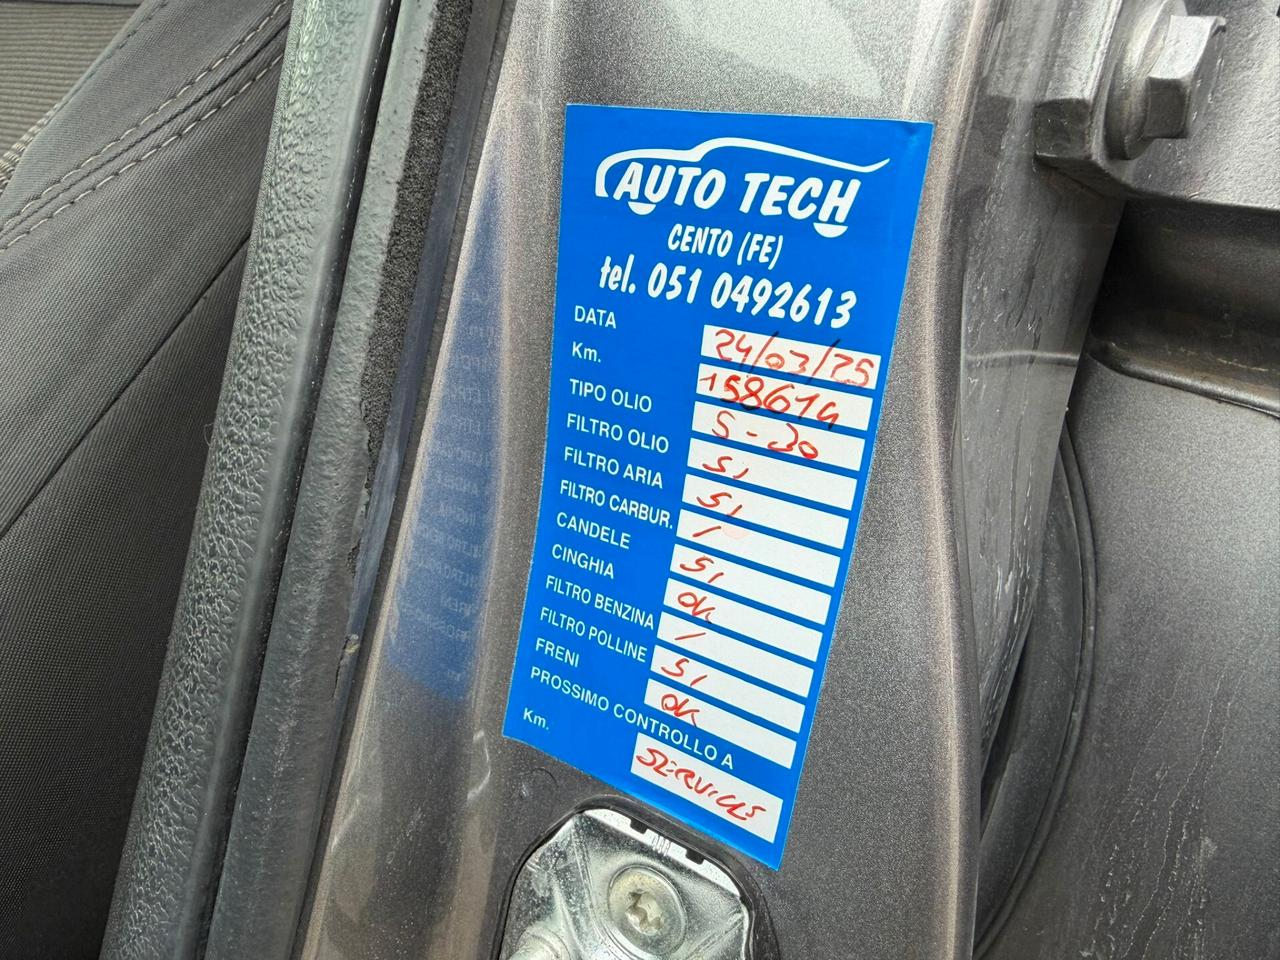 AUTO TECH
CENTO (FE)
tel. 051 0492613
DATA 24/03/25
Km. 158614
TIPO OLIO 5-30
FILTRO OLIO Si
FILTRO ARIA Si
FILTRO CARBUR. /
CANDELE Si
CINGHIA OK
FILTRO BENZINA /
FILTRO POLLINE Si
FRENI OK
PROSSIMO CONTROLLO A
Km. SERVICES